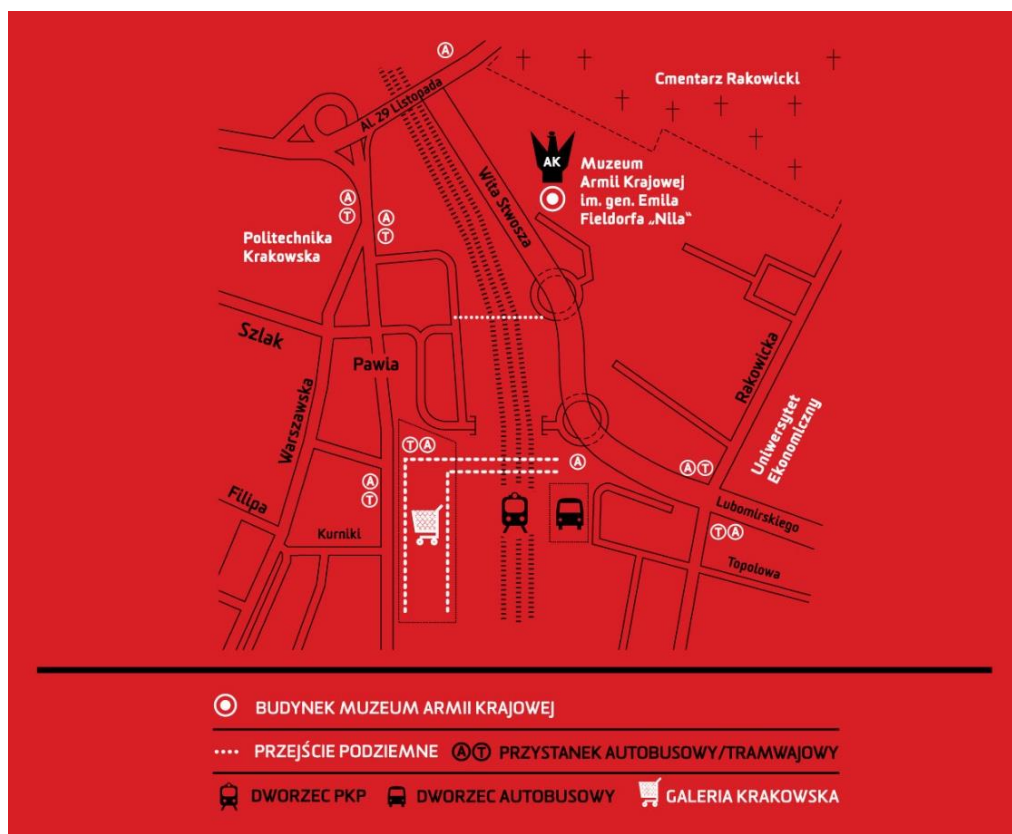 A
Cmentarz Rakowicki
AL. 29 Listopada
AK
Muzeum
Armii Krajowej
im. gen. Emila
Fieldorfa „Nila“
Wita Stwosza
A
T
A
T
Politechnika
Krakowska
Szlak
Pawia
Rakowicka
Warszawska
Uniwersytet
Ekonomiczny
T A
A
A T
A
T
Filipa
Kurniki
Lubomirskiego
T A
Topolowa
BUDYNEK MUZEUM ARMII KRAJOWEJ
PRZEJŚCIE PODZIEMNE A T PRZYSTANEK AUTOBUSOWY/TRAMWAJOWY
DWORZEC PKP DWORZEC AUTOBUSOWY GALERIA KRAKOWSKA